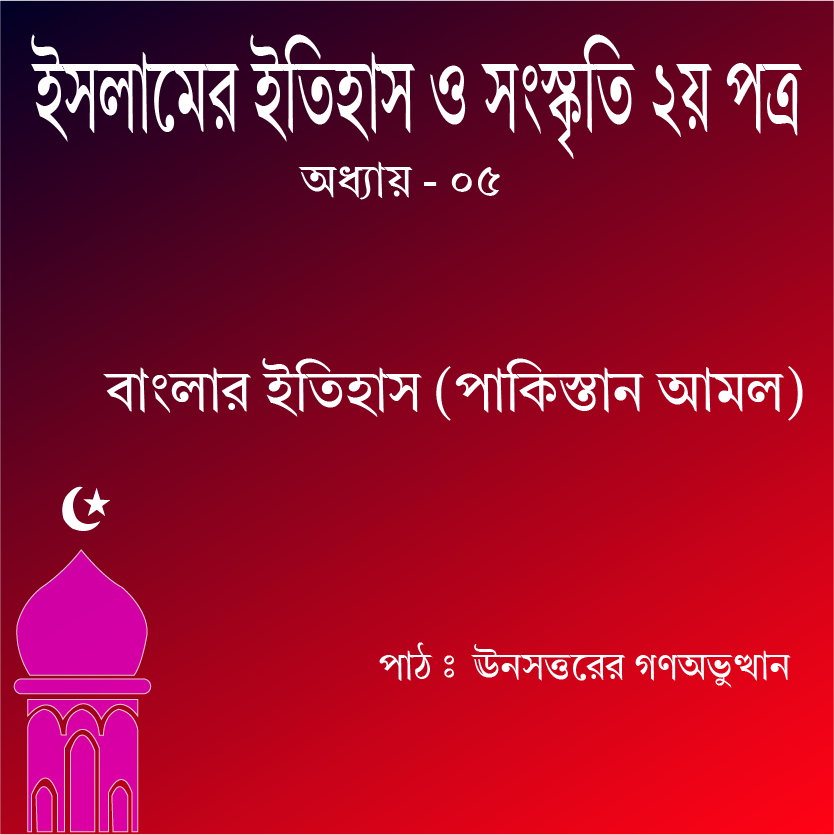 ইসলামের ইতিহাস ও সংস্কৃতি ২য় পত্র
অধ্যায় - ০৫
বাংলার ইতিহাস (পাকিস্তান আমল)
পাঠ ঃ ঊনসত্তরের গণঅভুত্থান